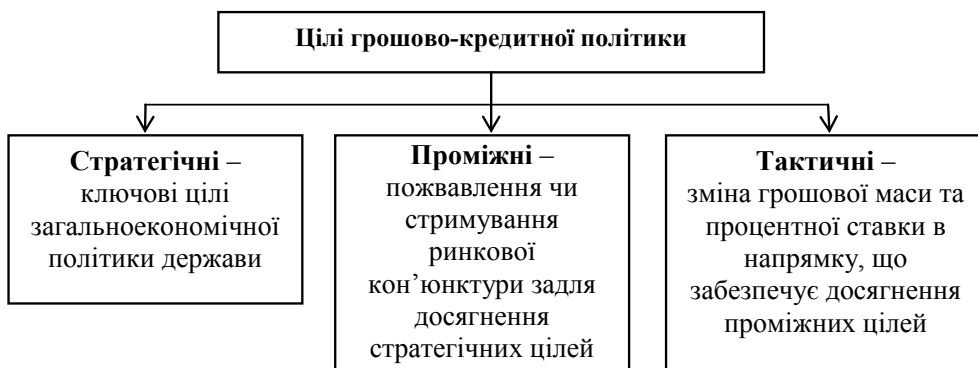 Цілі грошово-кредитної політики
Стратегічні –
ключові цілі
загальноекономічної
політики держави
Проміжні –
пожвавлення чи
стримування
ринкової
кон’юнктури задля
досягнення
стратегічних цілей
Тактичні –
зміна грошової маси та
процентної ставки в
напрямку, що
забезпечує досягнення
проміжних цілей